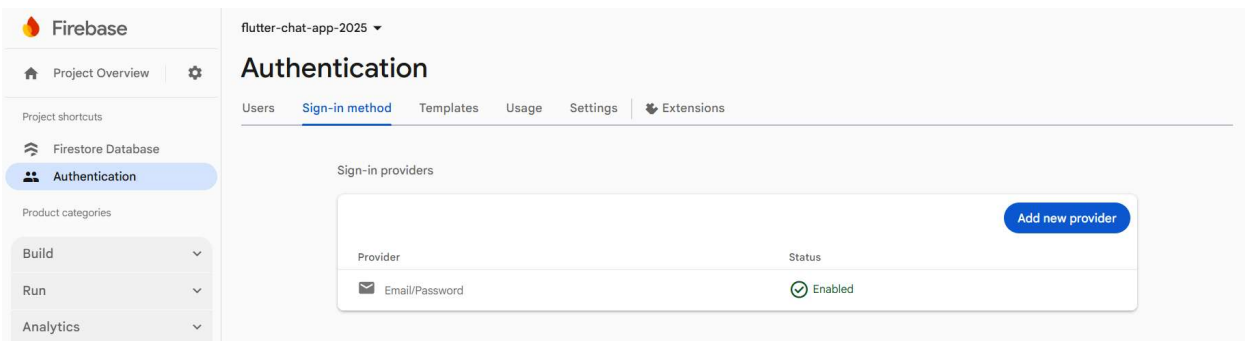 Firebase
Project Overview
Project shortcuts
Firestore Database
Authentication
Product categories
Build
Run
Analytics
flutter-chat-app-2025
Authentication
Users Sign-in method Templates Usage Settings Extensions
Sign-in providers
Add new provider
Provider Status
Email/Password Enabled